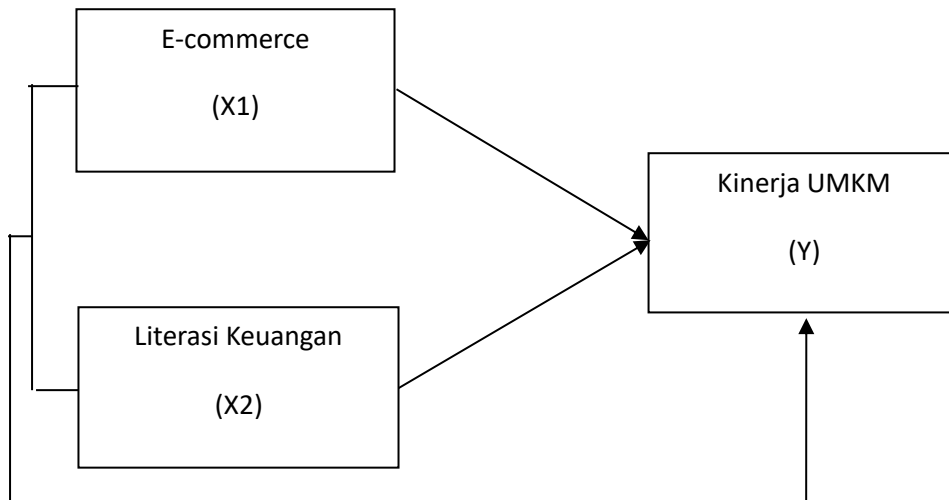 E-commerce
(X1)
Kinerja UMKM
(Y)
Literasi Keuangan
(X2)